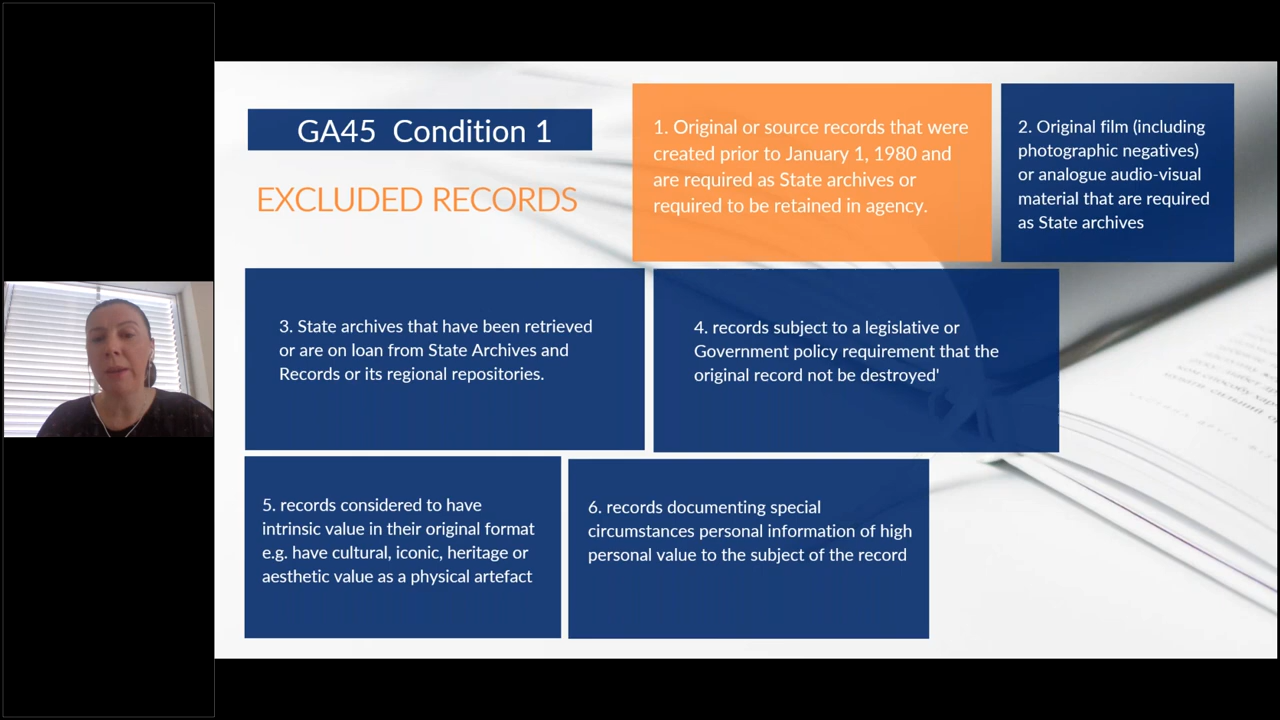 GA45 Condition 1
EXCLUDED RECORDS
1. Original or source records that were
created prior to January 1, 1980 and
are required as State archives or
required to be retained in agency.
2. Original film (including
photographic negatives)
or analogue audio-visual
material that are required
as State archives
3. State archives that have been retrieved
or are on loan from State Archives and
Records or its regional repositories.
4. records subject to a legislative or
Government policy requirement that the
original record not be destroyed'
5. records considered to have
intrinsic value in their original format
e.g. have cultural, iconic, heritage or
aesthetic value as a physical artefact
6. records documenting special
circumstances personal information of high
personal value to the subject of the record